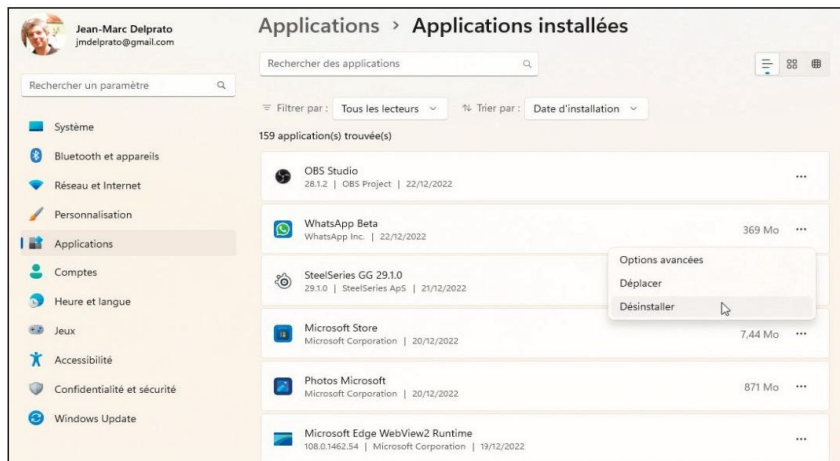 Jean-Marc Delprato
jmdelprato@gmail.com
Rechercher un paramètre
Système
Bluetooth et appareils
Réseau et Internet
Personnalisation
Applications
Comptes
Heure et langue
Jeux
Accessibilité
Confidentialité et sécurité
Windows Update
Applications > Applications installées
Rechercher des applications
Filtrer par : Tous les lecteurs Trier par : Date d'installation
159 application(s) trouvée(s)
OBS Studio
28.1.2 | OBS Project | 22/12/2022
WhatsApp Beta
WhatsApp Inc. | 22/12/2022
369 Mo
Options avancées
Déplacer
Désinstaller
SteelSeries GG 29.1.0
29.1.0 | SteelSeries ApS | 21/12/2022
Microsoft Store
Microsoft Corporation | 20/12/2022
7,44 Mo
Photos Microsoft
Microsoft Corporation | 20/12/2022
871 Mo
Microsoft Edge WebView2 Runtime
108.0.1462.54 | Microsoft Corporation | 19/12/2022